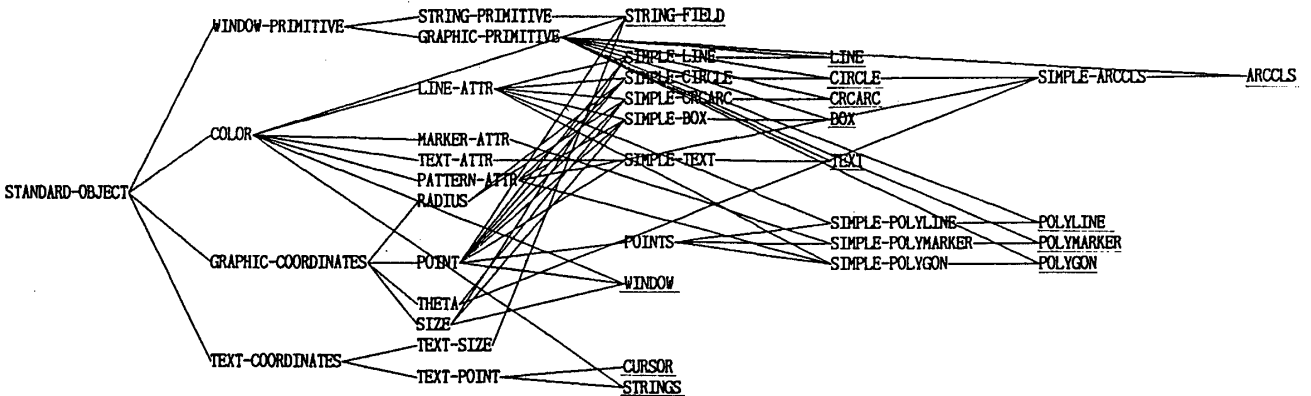 STRING-PRIMITIVE STRING-FIELD
WINDOW-PRIMITIVE
GRAPHIC-PRIMITIVE
SIMPLE-LINE LINE
SIMPLE-CIRCLE CIRCLE SIMPLE-ARCCLS ARCCLS
LINE-ATTR
SIMPLE-CRCARC CRCARC
SIMPLE-BOX BOX
COLOR
MARKER-ATTR
TEXT-ATTR SIMPLE-TEXT TEXT
PATTERN-ATTR
STANDARD-OBJECT
RADIUS
SIMPLE-POLYLINE POLYLINE
POINTS SIMPLE-POLYMARKER POLYMARKER
GRAPHIC-COORDINATES POINT SIMPLE-POLYGON POLYGON
WINDOW
THETA
SIZE
TEXT-SIZE
TEXT-COORDINATES
CURSOR
TEXT-POINT
STRINGS